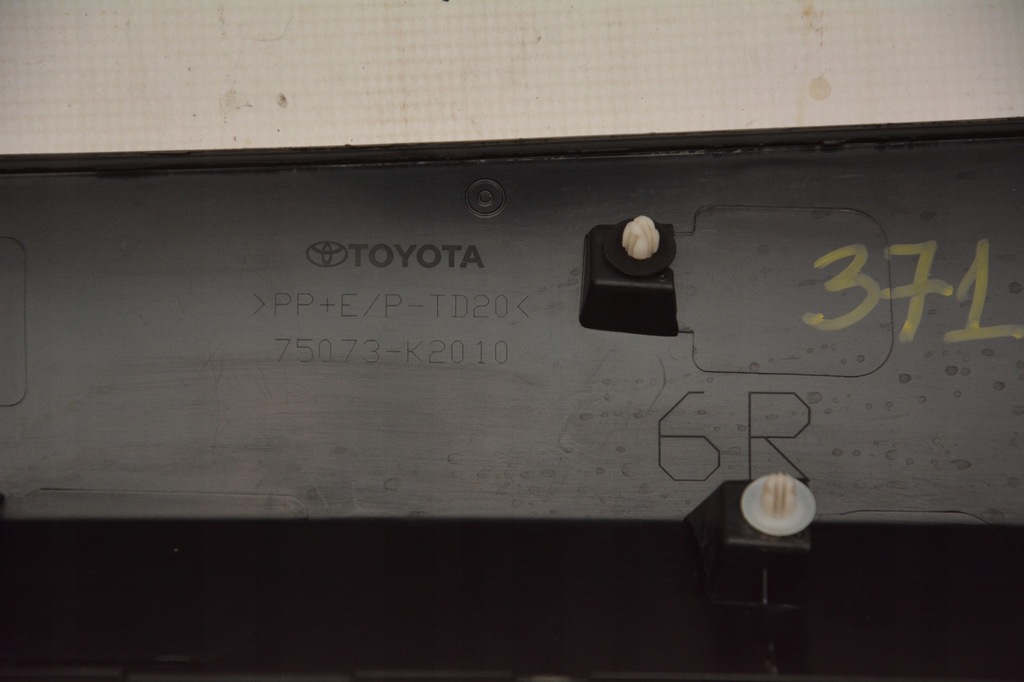 TOYOTA
>PP+E/P-TD20<
75073-K2010
371
6R